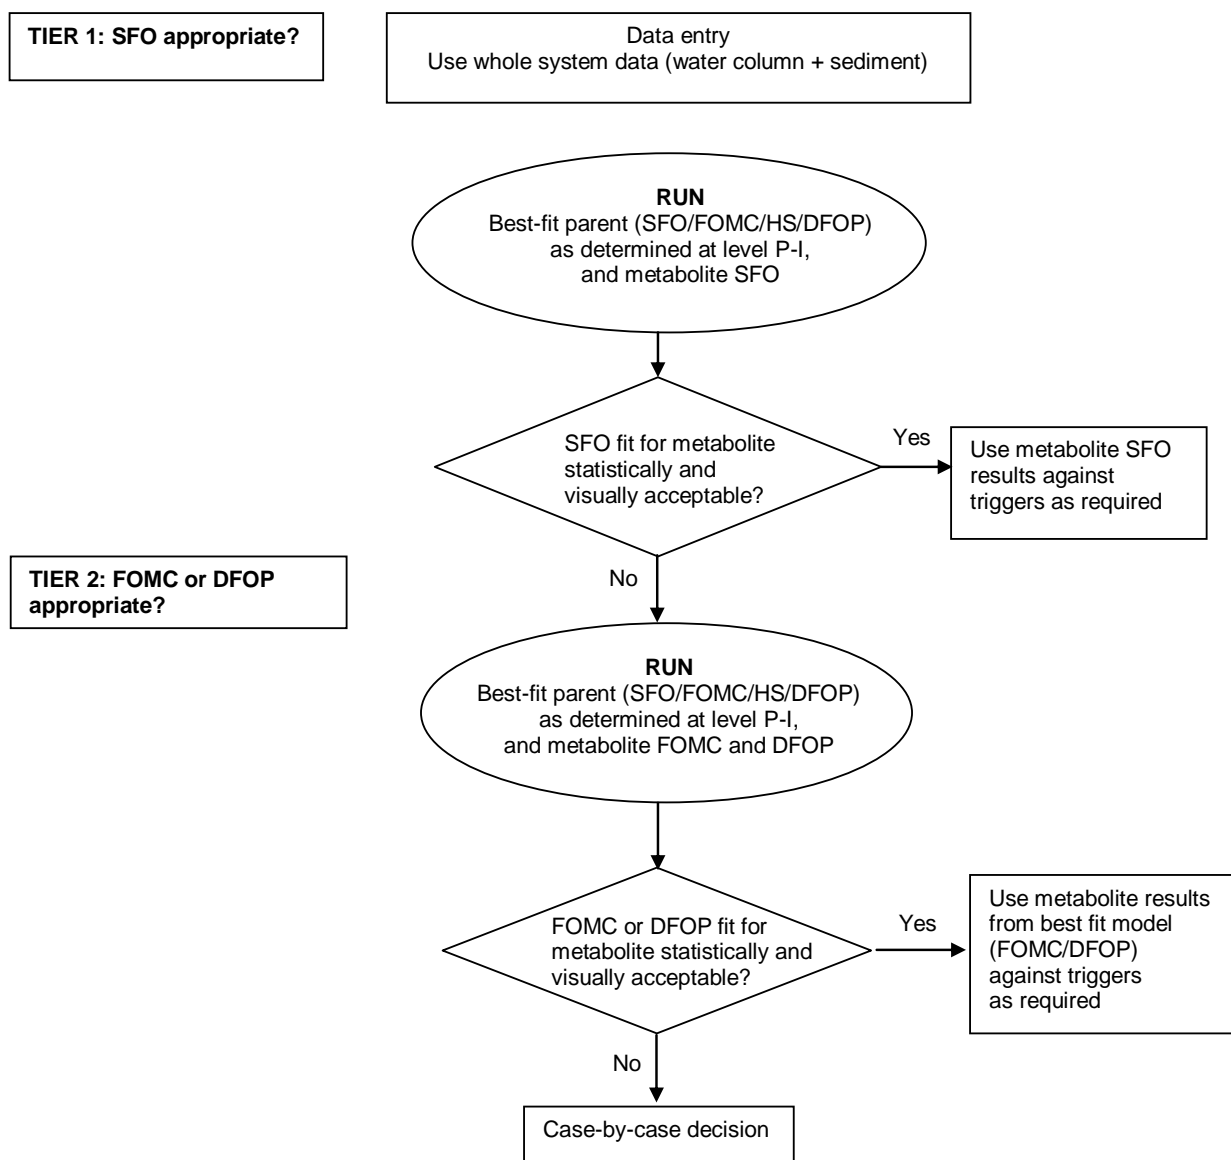 TIER 1: SFO appropriate?
Data entry
Use whole system data (water column + sediment)
RUN
Best-fit parent (SFO/FOMC/HS/DFOP)
as determined at level P-I,
and metabolite SFO
SFO fit for metabolite
statistically and
visually acceptable?
Yes
Use metabolite SFO
results against
triggers as required
No
TIER 2: FOMC or DFOP
appropriate?
RUN
Best-fit parent (SFO/FOMC/HS/DFOP)
as determined at level P-I,
and metabolite FOMC and DFOP
FOMC or DFOP fit for
metabolite statistically and
visually acceptable?
Yes
Use metabolite results
from best fit model
(FOMC/DFOP)
against triggers
as required
No
Case-by-case decision